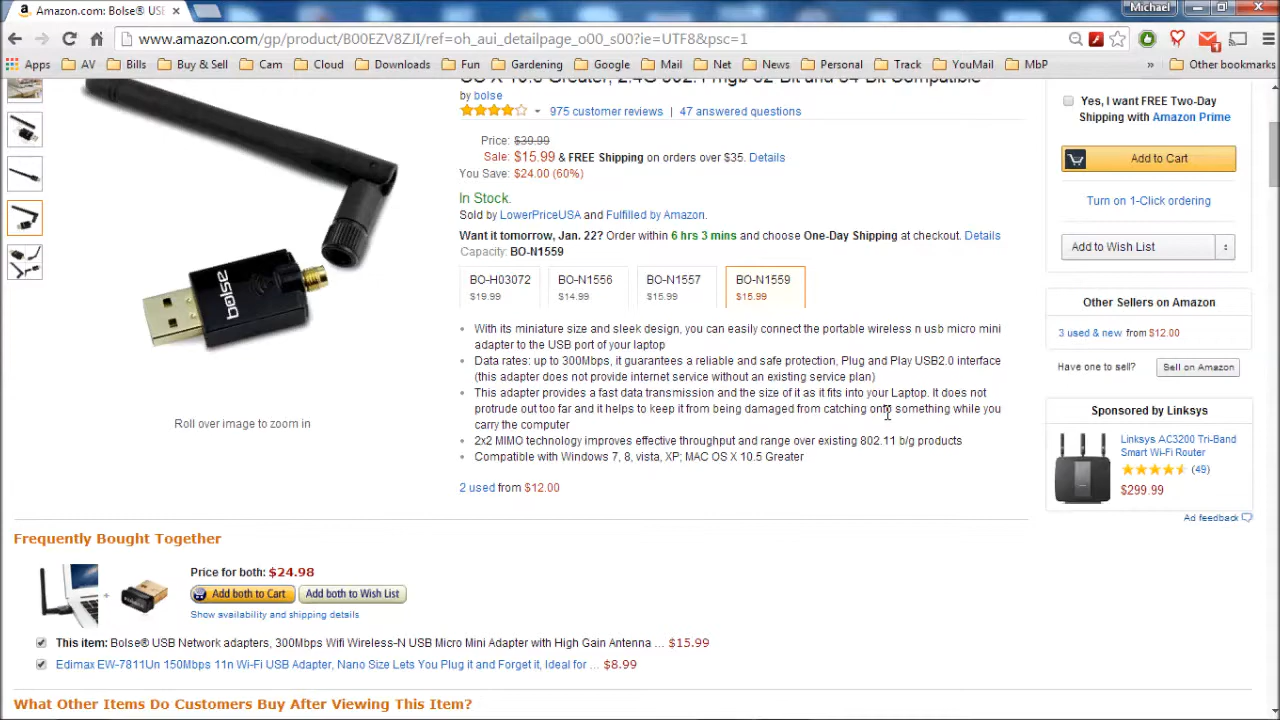 Amazon.com: Bolse® USB
Michael
www.amazon.com/gp/product/B00EZV8ZJI/ref=oh_aui_detailpage_o00_s00?ie=UTF8&psc=1
Apps AV Bills Buy & Sell Cam Cloud Downloads Fun Gardening Google Mail Net News Personal Track YouMail MbP » Other bookmarks
OS X 10.5 Greater, 2.4G 802.11n/g/b 32-Bit and 64-Bit Compatible
by bolse
975 customer reviews | 47 answered questions
Price: $39.99
Sale: $15.99 & FREE Shipping on orders over $35. Details
You Save: $24.00 (60%)
In Stock.
Sold by LowerPriceUSA and Fulfilled by Amazon.
Want it tomorrow, Jan. 22? Order within 6 hrs 3 mins and choose One-Day Shipping at checkout. Details
Capacity: BO-N1559
BO-H03072 BO-N1556 BO-N1557 BO-N1559
$19.99 $14.99 $15.99 $15.99
With its miniature size and sleek design, you can easily connect the portable wireless n usb micro mini
adapter to the USB port of your laptop
Data rates: up to 300Mbps, it guarantees a reliable and safe protection, Plug and Play USB2.0 interface
(this adapter does not provide internet service without an existing service plan)
This adapter provides a fast data transmission and the size of it as it fits into your Laptop. It does not
protrude out too far and it helps to keep it from being damaged from catching onto something while you
carry the computer
2x2 MIMO technology improves effective throughput and range over existing 802.11 b/g products
Compatible with Windows 7, 8, vista, XP; MAC OS X 10.5 Greater
2 used from $12.00
bolse
Roll over image to zoom in
Yes, I want FREE Two-Day
Shipping with Amazon Prime
Add to Cart
Turn on 1-Click ordering
Add to Wish List
Other Sellers on Amazon
3 used & new from $12.00
Have one to sell? Sell on Amazon
Sponsored by Linksys
Linksys AC3200 Tri-Band
Smart Wi-Fi Router
(49)
$299.99
Ad feedback
Frequently Bought Together
Price for both: $24.98
Add both to Cart Add both to Wish List
Show availability and shipping details
This item: Bolse® USB Network adapters, 300Mbps Wifi Wireless-N USB Micro Mini Adapter with High Gain Antenna ... $15.99
Edimax EW-7811Un 150Mbps 11n Wi-Fi USB Adapter, Nano Size Lets You Plug it and Forget it, Ideal for ... $8.99
What Other Items Do Customers Buy After Viewing This Item?